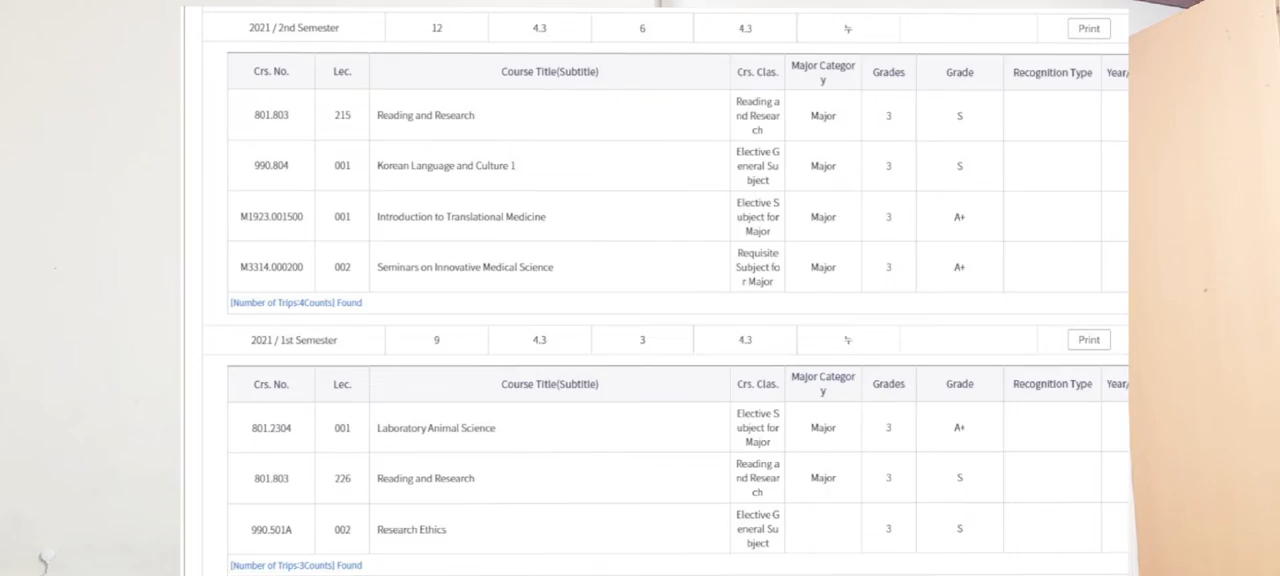 2021 / 2nd Semester 12 4.3 6 4.3 Print
Crs. No. Lec. Course Title(Subtitle) Crs. Clas. Major Categor
y Grades Grade Recognition Type Year/
801.803 215 Reading and Research Reading a
nd Resear
ch Major 3 S
990.804 001 Korean Language and Culture 1 Elective G
eneral Su
bject Major 3 S
M1923.001500 001 Introduction to Translational Medicine Elective S
ubject for
Major Major 3 A+
M3314.000200 002 Seminars on Innovative Medical Science Requisite
Subject fo
r Major Major 3 A+
[Number of Trips:4Counts] Found
2021 / 1st Semester 9 4.3 3 4.3 Print
Crs. No. Lec. Course Title(Subtitle) Crs. Clas. Major Categor
y Grades Grade Recognition Type Year/
801.2304 001 Laboratory Animal Science Elective S
ubject for
Major Major 3 A+
801.803 226 Reading and Research Reading a
nd Resear
ch Major 3 S
990.501A 002 Research Ethics Elective G
eneral Su
bject 3 S
[Number of Trips:3Counts] Found